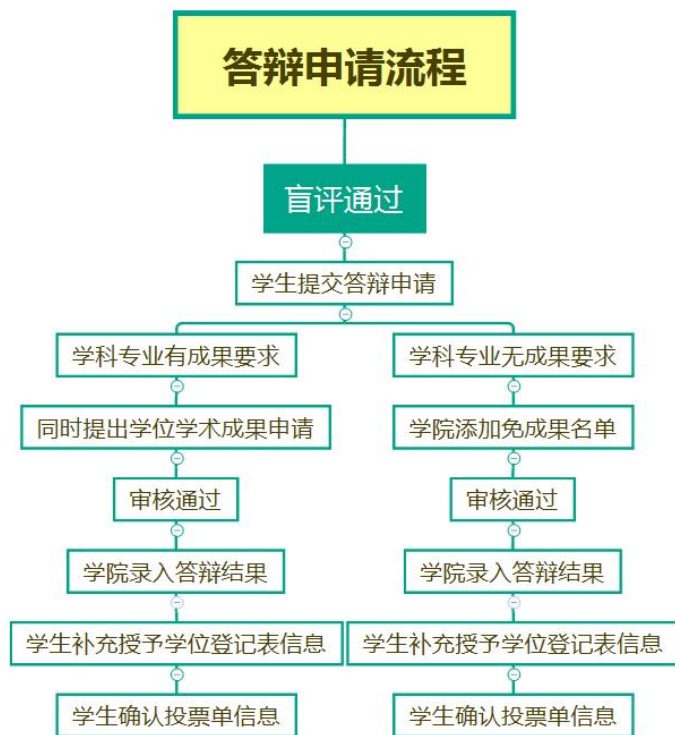 答辩申请流程
盲评通过
学生提交答辩申请
学科专业有成果要求
学科专业无成果要求
同时提出学位学术成果申请
学院添加免成果名单
审核通过
审核通过
学院录入答辩结果
学院录入答辩结果
学生补充授予学位登记表信息
学生补充授予学位登记表信息
学生确认投票单信息
学生确认投票单信息